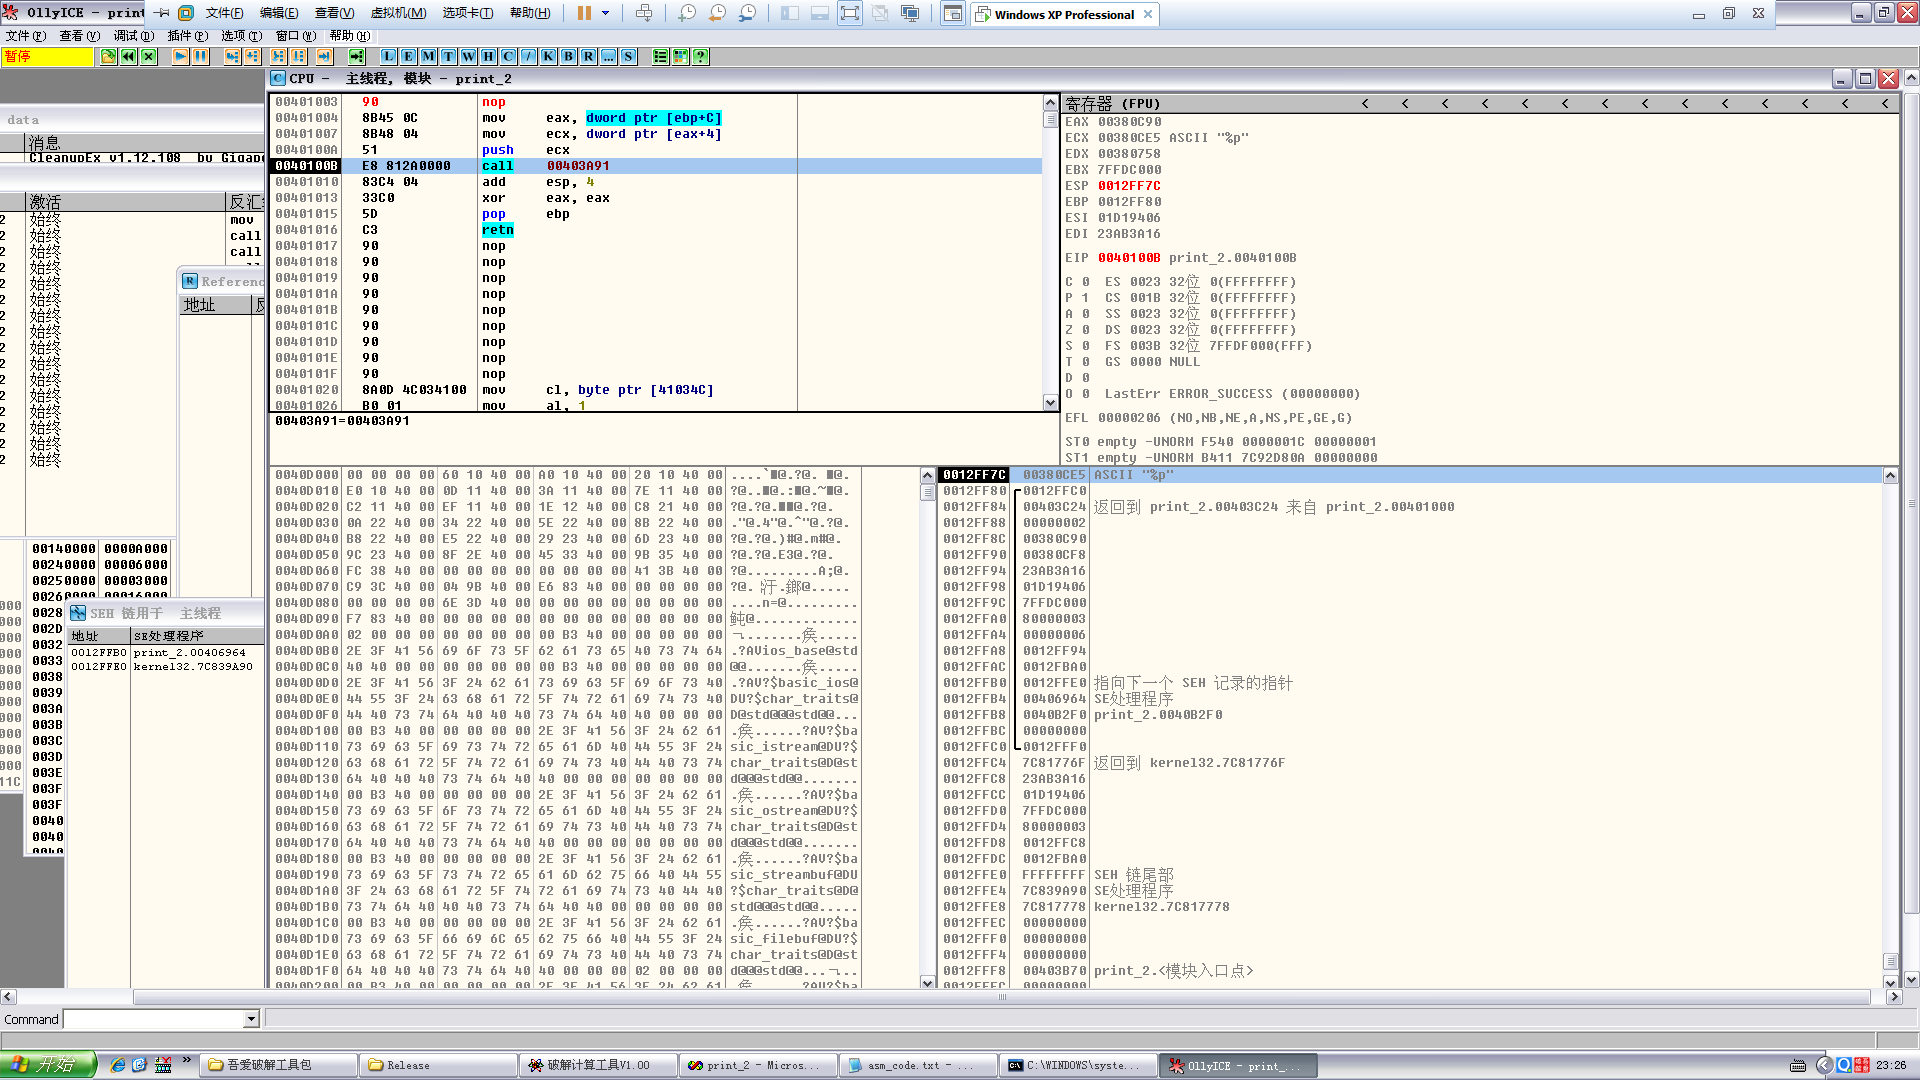 OllyICE - print
文件(F) 编辑(E) 查看(V) 虚拟机(M) 选项卡(T) 帮助(H)
Windows XP Professional
文件(F) 查看(V) 调试(D) 插件(P) 选项(T) 窗口(W) 帮助(H)
暂停
L E M T W H C / K B R ... S
CPU - 主线程, 模块 - print_2
00401003 90 nop
00401004 8B45 0C mov eax, dword ptr [ebp+C]
00401007 8B48 04 mov ecx, dword ptr [eax+4]
0040100A 51 push ecx
0040100B E8 812A0000 call 00403A91
00401010 83C4 04 add esp, 4
00401013 33C0 xor eax, eax
00401015 5D pop ebp
00401016 C3 retn
00401017 90 nop
00401018 90 nop
00401019 90 nop
0040101A 90 nop
0040101B 90 nop
0040101C 90 nop
0040101D 90 nop
0040101E 90 nop
0040101F 90 nop
00401020 8A0D 4C034100 mov cl, byte ptr [41034C]
00401026 B0 01 mov al, 1
00403A91=00403A91
寄存器 (FPU)
EAX 00380C90
ECX 00380CE5 ASCII "%p"
EDX 00380758
EBX 7FFDC000
ESP 0012FF7C
EBP 0012FF80
ESI 01D19406
EDI 23AB3A16
EIP 0040100B print_2.0040100B
C 0 ES 0023 32位 0(FFFFFFFF)
P 1 CS 001B 32位 0(FFFFFFFF)
A 0 SS 0023 32位 0(FFFFFFFF)
Z 0 DS 0023 32位 0(FFFFFFFF)
S 0 FS 003B 32位 7FFDF000(FFF)
T 0 GS 0000 NULL
D 0
O 0 LastErr ERROR_SUCCESS (00000000)
EFL 00000206 (NO,NB,NE,A,NS,PE,GE,G)
ST0 empty -UNORM F540 0000001C 00000001
ST1 empty -UNORM B411 7C92D80A 00000000
data
消息
CleanupEx v1.12.108 by Gigap
激活 反汇
始终 mov
始终 call
始终 call
Referenc
地址
00140000 0000A000
00240000 00006000
00250000 00003000
SEH 链用于 主线程
地址 SE处理程序
0012FFB0 print_2.00406964
0012FFE0 kernel32.7C839A90
0040D000 00 00 00 00 60 10 40 00 A0 10 40 00 20 10 40 00
0040D010 E0 10 40 00 0D 11 40 00 3A 11 40 00 7E 11 40 00
0040D020 C2 11 40 00 EF 11 40 00 1E 12 40 00 C8 21 40 00
0040D030 0A 22 40 00 34 22 40 00 5E 22 40 00 8B 22 40 00
0040D040 B8 22 40 00 E5 22 40 00 29 23 40 00 6D 23 40 00
0040D050 9C 23 40 00 8F 2E 40 00 45 33 40 00 9B 35 40 00
0040D060 FC 38 40 00 00 00 00 00 00 00 00 00 41 3B 40 00
0040D070 C9 3C 40 00 04 9B 40 00 E6 83 40 00 00 00 00 00
0040D080 00 00 00 00 6E 3D 40 00 00 00 00 00 00 00 00 00
0040D090 F7 83 40 00 00 00 00 00 00 00 00 00 00 00 00 00
0040D0A0 02 00 00 00 00 00 00 00 00 B3 40 00 00 00 00 00
0040D0B0 2E 3F 41 56 69 6F 73 5F 62 61 73 65 40 73 74 64 .?AVios_base@std
0040D0C0 40 40 00 00 00 00 00 00 00 B3 40 00 00 00 00 00
0040D0D0 2E 3F 41 56 3F 24 62 61 73 69 63 5F 69 6F 73 40 .?AV?$basic_ios@
0040D0E0 44 55 3F 24 63 68 61 72 5F 74 72 61 69 74 73 40 DU?$char_traits@
0040D0F0 44 40 73 74 64 40 40 40 73 74 64 40 40 00 00 00 D@std@@@std@@...
0040D100 00 B3 40 00 00 00 00 00 2E 3F 41 56 3F 24 62 61
0040D110 73 69 63 5F 69 73 74 72 65 61 6D 40 44 55 3F 24 sic_istream@DU?$
0040D120 63 68 61 72 5F 74 72 61 69 74 73 40 44 40 73 74 char_traits@D@st
0040D130 64 40 40 40 73 74 64 40 40 00 00 00 00 00 00 00 d@@@std@@.......
0040D140 00 B3 40 00 00 00 00 00 2E 3F 41 56 3F 24 62 61
0040D150 73 69 63 5F 6F 73 74 72 65 61 6D 40 44 55 3F 24 sic_ostream@DU?$
0040D160 63 68 61 72 5F 74 72 61 69 74 73 40 44 40 73 74 char_traits@D@st
0040D170 64 40 40 40 73 74 64 40 40 00 00 00 00 00 00 00 d@@@std@@.......
0040D180 00 B3 40 00 00 00 00 00 2E 3F 41 56 3F 24 62 61
0040D190 73 69 63 5F 73 74 72 65 61 6D 62 75 66 40 44 55 sic_streambuf@DU
0040D1A0 3F 24 63 68 61 72 5F 74 72 61 69 74 73 40 44 40 ?$char_traits@D@
0040D1B0 73 74 64 40 40 40 73 74 64 40 40 00 00 00 00 00 std@@@std@@.....
0040D1C0 00 B3 40 00 00 00 00 00 2E 3F 41 56 3F 24 62 61
0040D1D0 73 69 63 5F 66 69 6C 65 62 75 66 40 44 55 3F 24 sic_filebuf@DU?$
0040D1E0 63 68 61 72 5F 74 72 61 69 74 73 40 44 40 73 74 char_traits@D@st
0040D1F0 64 40 40 40 73 74 64 40 40 00 00 00 02 00 00 00
0012FF7C 00380CE5 ASCII "%p"
0012FF80 0012FFC0
0012FF84 00403C24 返回到 print_2.00403C24 来自 print_2.00401000
0012FF88 00000002
0012FF8C 00380C90
0012FF90 00380CF8
0012FF94 23AB3A16
0012FF98 01D19406
0012FF9C 7FFDC000
0012FFA0 80000003
0012FFA4 00000006
0012FFA8 0012FF94
0012FFAC 0012FBA0
0012FFB0 0012FFE0 指向下一个 SEH 记录的指针
0012FFB4 00406964 SE处理程序
0012FFB8 0040B2F0 print_2.0040B2F0
0012FFBC 00000000
0012FFC0 0012FFF0
0012FFC4 7C81776F 返回到 kernel32.7C81776F
0012FFC8 23AB3A16
0012FFCC 01D19406
0012FFD0 7FFDC000
0012FFD4 80000003
0012FFD8 0012FFC8
0012FFDC 0012FBA0
0012FFE0 FFFFFFFF SEH 链尾部
0012FFE4 7C839A90 SE处理程序
0012FFE8 7C817778 kernel32.7C817778
0012FFEC 00000000
0012FFF0 00000000
0012FFF4 00000000
0012FFF8 00403B70 print_2.<模块入口点>
Command
开始 吾爱破解工具包 Release 破解计算工具V1.00 print_2 - Micros... asm_code.txt - ... C:\WINDOWS\syste... OllyICE - print_... 23:26